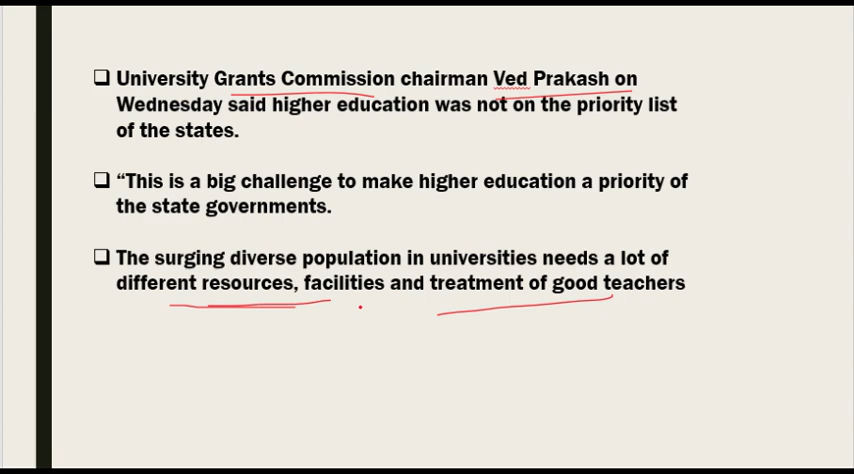 ❑ University Grants Commission chairman Ved Prakash on
Wednesday said higher education was not on the priority list
of the states.
❑ “This is a big challenge to make higher education a priority of
the state governments.
❑ The surging diverse population in universities needs a lot of
different resources, facilities and treatment of good teachers